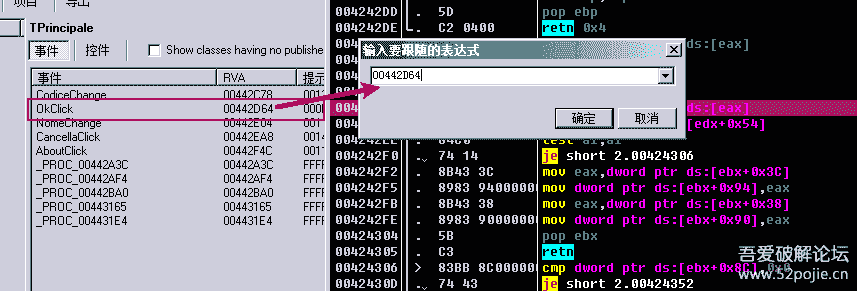 项目 / 导出
TPrincipale
事件 控件 Show classes having no publishe
事件 RVA 提示
CodiceChange 00442C78
OkClick 00442D64 000
NomeChange 00442E04
CancellaClick 00442EA8
AboutClick 00442F4C
_PROC_00442A3C 00442A3C FFFF
_PROC_00442AF4 00442AF4 FFFF
_PROC_00442BA0 00442BA0 FFFF
_PROC_00443165 00443165 FFFF
_PROC_004431E4 004431E4 FFFF
004242DD . 5D pop ebp
004242DE . C2 0400 retn 0x4
输入要跟随的表达式
00442D64
确定 取消
ds:[eax]
ds:[eax]
[edx+0x54]
test al,al
004242F0 . 74 14 je short 2.00424306
004242F2 . 8B43 3C mov eax,dword ptr ds:[ebx+0x3C]
004242F5 . 8983 94000000 mov dword ptr ds:[ebx+0x94],eax
004242FB . 8B43 38 mov eax,dword ptr ds:[ebx+0x38]
004242FE . 8983 90000000 mov dword ptr ds:[ebx+0x90],eax
00424304 . 5B pop ebx
00424305 . C3 retn
00424306 > 83BB 8C000000 cmp dword ptr ds:[ebx+0x8C],0x0
0042430D . 74 43 je short 2.00424352
吾爱破解论坛
www.52pojie.cn